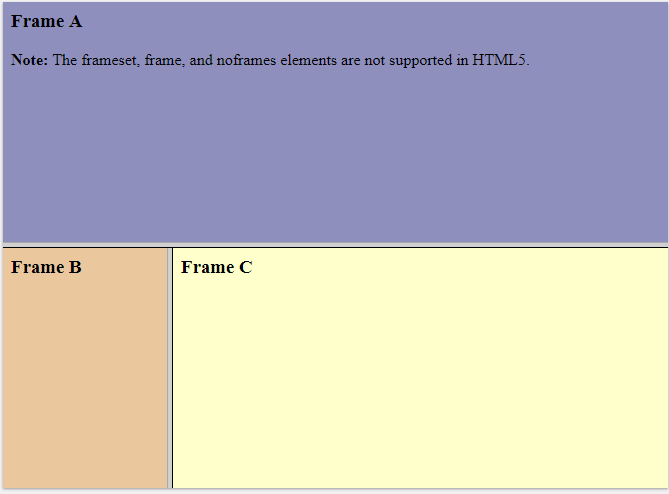 Frame A
Note: The frameset, frame, and noframes elements are not supported in HTML5.
Frame B
Frame C